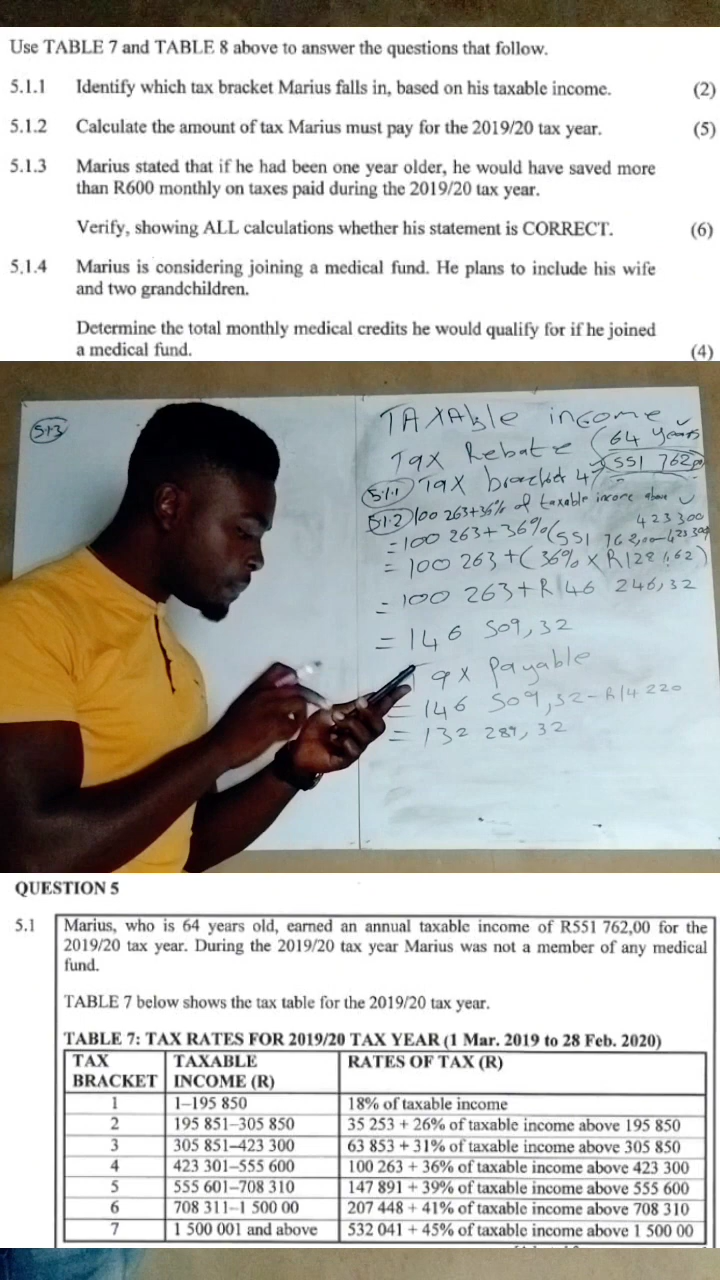 Use TABLE 7 and TABLE 8 above to answer the questions that follow.
5.1.1 Identify which tax bracket Marius falls in, based on his taxable income. (2)
5.1.2 Calculate the amount of tax Marius must pay for the 2019/20 tax year. (5)
5.1.3 Marius stated that if he had been one year older, he would have saved more
than R600 monthly on taxes paid during the 2019/20 tax year.
Verify, showing ALL calculations whether his statement is CORRECT. (6)
5.1.4 Marius is considering joining a medical fund. He plans to include his wife
and two grandchildren.
Determine the total monthly medical credits he would qualify for if he joined
a medical fund. (4)
5.1.3
TAXAble income
Tax Rebate (64 years
551 762
5.1.1) Tax bracket 4
5.1.2) 100 263+36% of taxable income above
423 300
= 100 263+36%(551 762,00-423 300
= 100 263+(36% X R128 462)
= 100 263+R 46 246,32
= 146 509,32
Tax Payable
= 146 509,32-R14 220
= 132 289,32
QUESTION 5
5.1 Marius, who is 64 years old, earned an annual taxable income of R551 762,00 for the
2019/20 tax year. During the 2019/20 tax year Marius was not a member of any medical
fund.
TABLE 7 below shows the tax table for the 2019/20 tax year.
TABLE 7: TAX RATES FOR 2019/20 TAX YEAR (1 Mar. 2019 to 28 Feb. 2020)
TAX BRACKET TAXABLE INCOME (R) RATES OF TAX (R)
1 1–195 850 18% of taxable income
2 195 851–305 850 35 253 + 26% of taxable income above 195 850
3 305 851–423 300 63 853 + 31% of taxable income above 305 850
4 423 301–555 600 100 263 + 36% of taxable income above 423 300
5 555 601–708 310 147 891 + 39% of taxable income above 555 600
6 708 311–1 500 00 207 448 + 41% of taxable income above 708 310
7 1 500 001 and above 532 041 + 45% of taxable income above 1 500 00